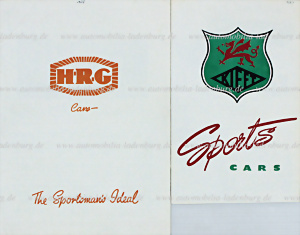 HRG
Cars—
The Sportsman's Ideal
KIEFT
Sports
CARS